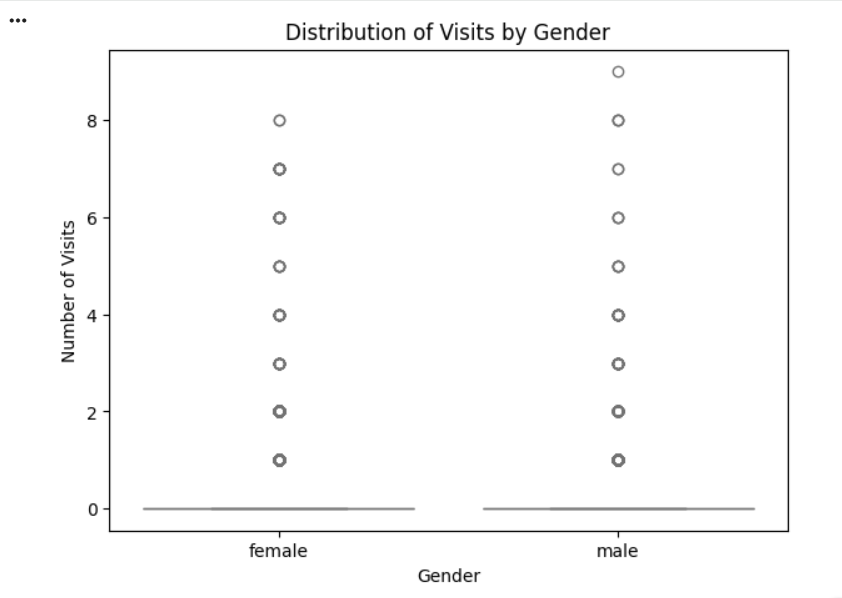 Distribution of Visits by Gender
8
6
4
2
0
Number of Visits
female male
Gender